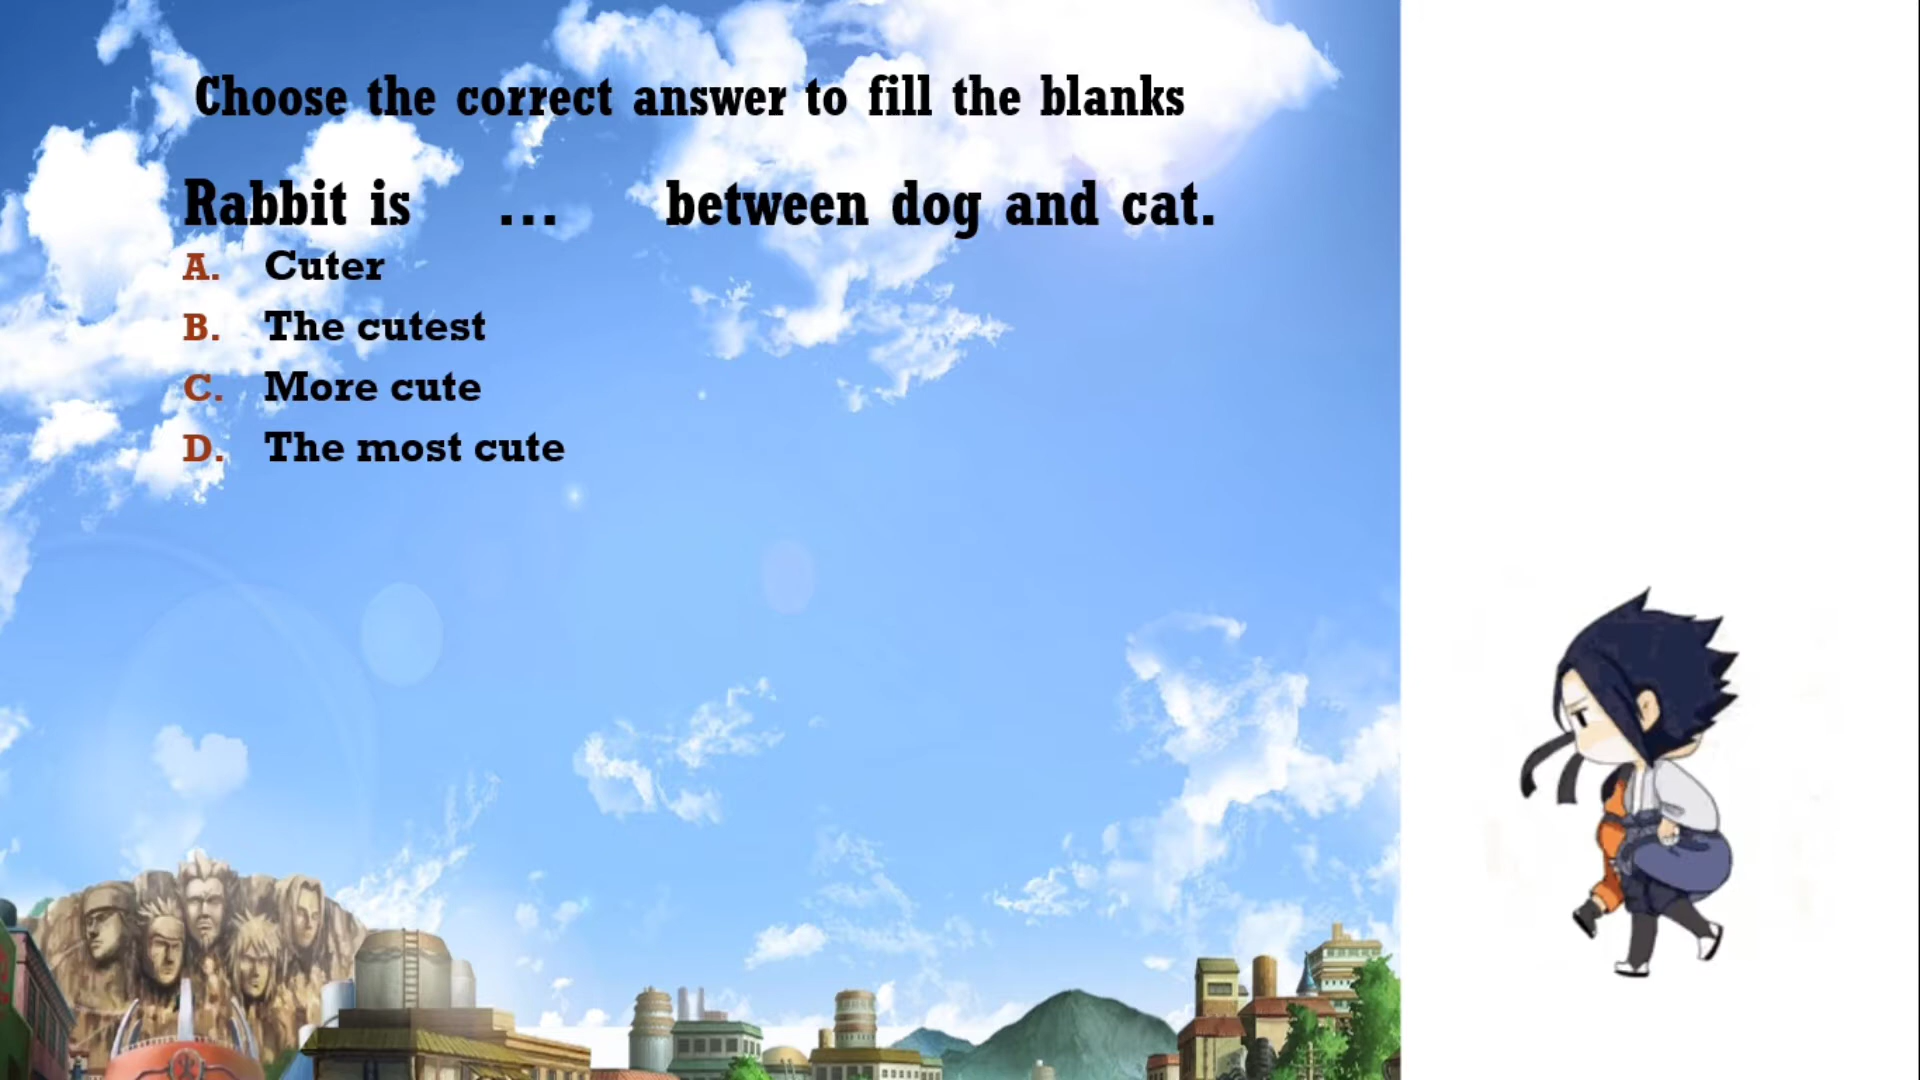 Choose the correct answer to fill the blanks
Rabbit is ... between dog and cat.
A. Cuter
B. The cutest
C. More cute
D. The most cute